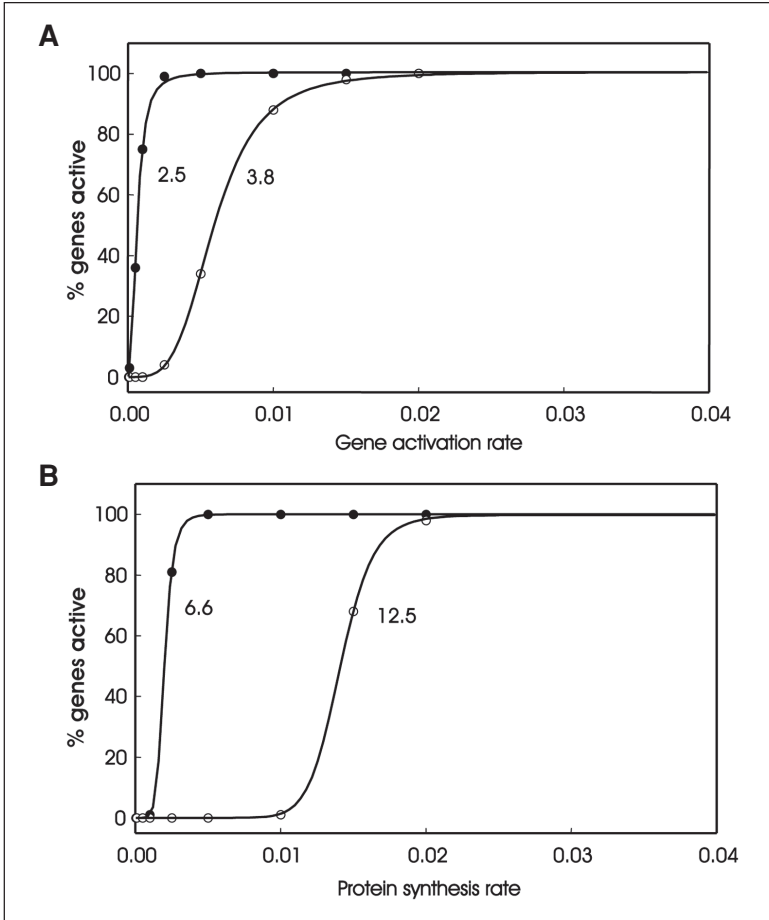 A
% genes active
100
80
60
40
20
0
2.5
3.8
0.00 0.01 0.02 0.03 0.04
Gene activation rate
B
% genes active
100
80
60
40
20
0
6.6
12.5
0.00 0.01 0.02 0.03 0.04
Protein synthesis rate